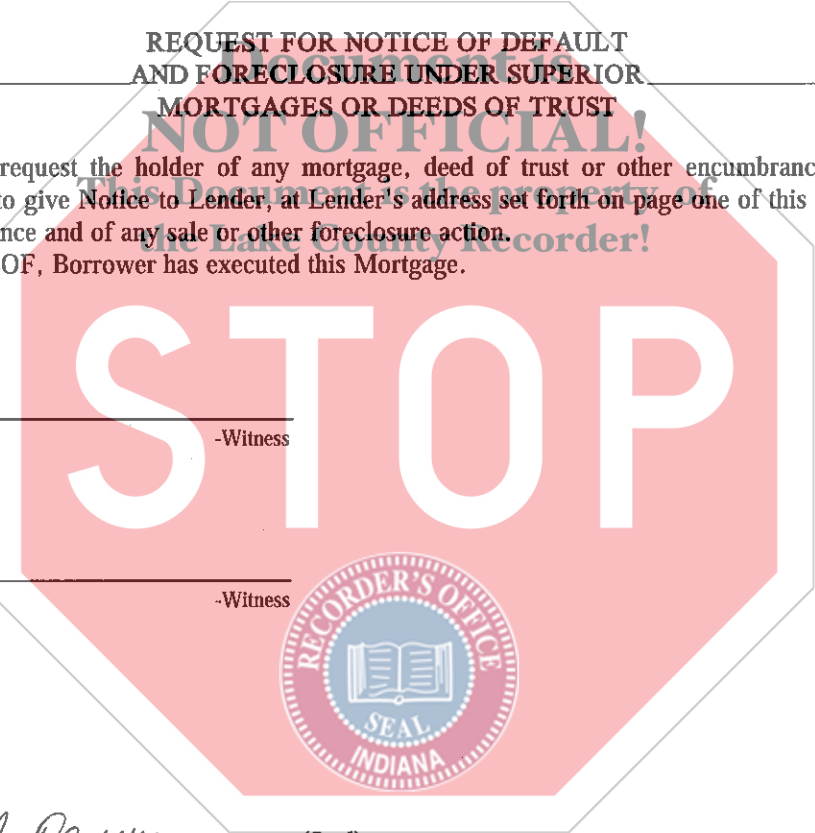 REQUEST FOR NOTICE OF DEFAULT
Document is
AND FORECLOSURE UNDER SUPERIOR
MORTGAGES OR DEEDS OF TRUST
NOT OFFICIAL!
request the holder of any mortgage, deed of trust or other encumbranc
This Document is the property of
to give Notice to Lender, at Lender's address set forth on page one of this
nce and of any sale or other foreclosure action.
the Lake County Recorder!
OF, Borrower has executed this Mortgage.
STOP
-Witness
-Witness
RECORDER'S OFFICE
SEAL
INDIANA